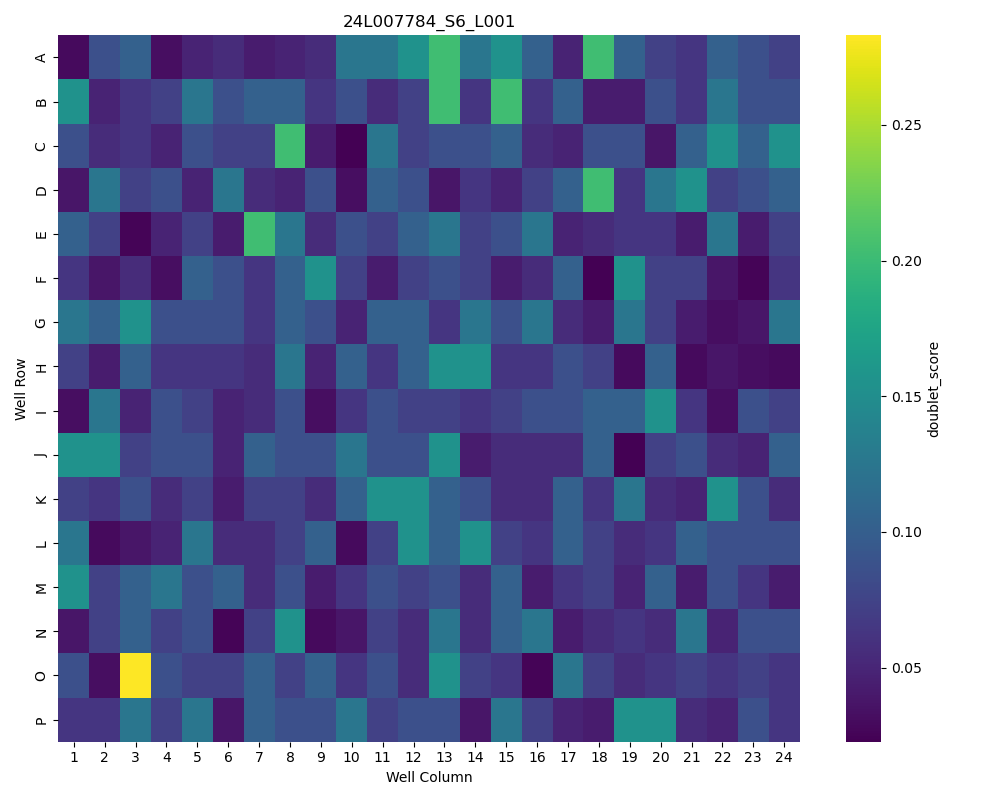 24L007784_S6_L001
A
B
C
D
E
F
G
H
I
J
K
L
M
N
O
P
Well Row
1 2 3 4 5 6 7 8 9 10 11 12 13 14 15 16 17 18 19 20 21 22 23 24
Well Column
0.25
0.20
0.15
0.10
0.05
doublet_score